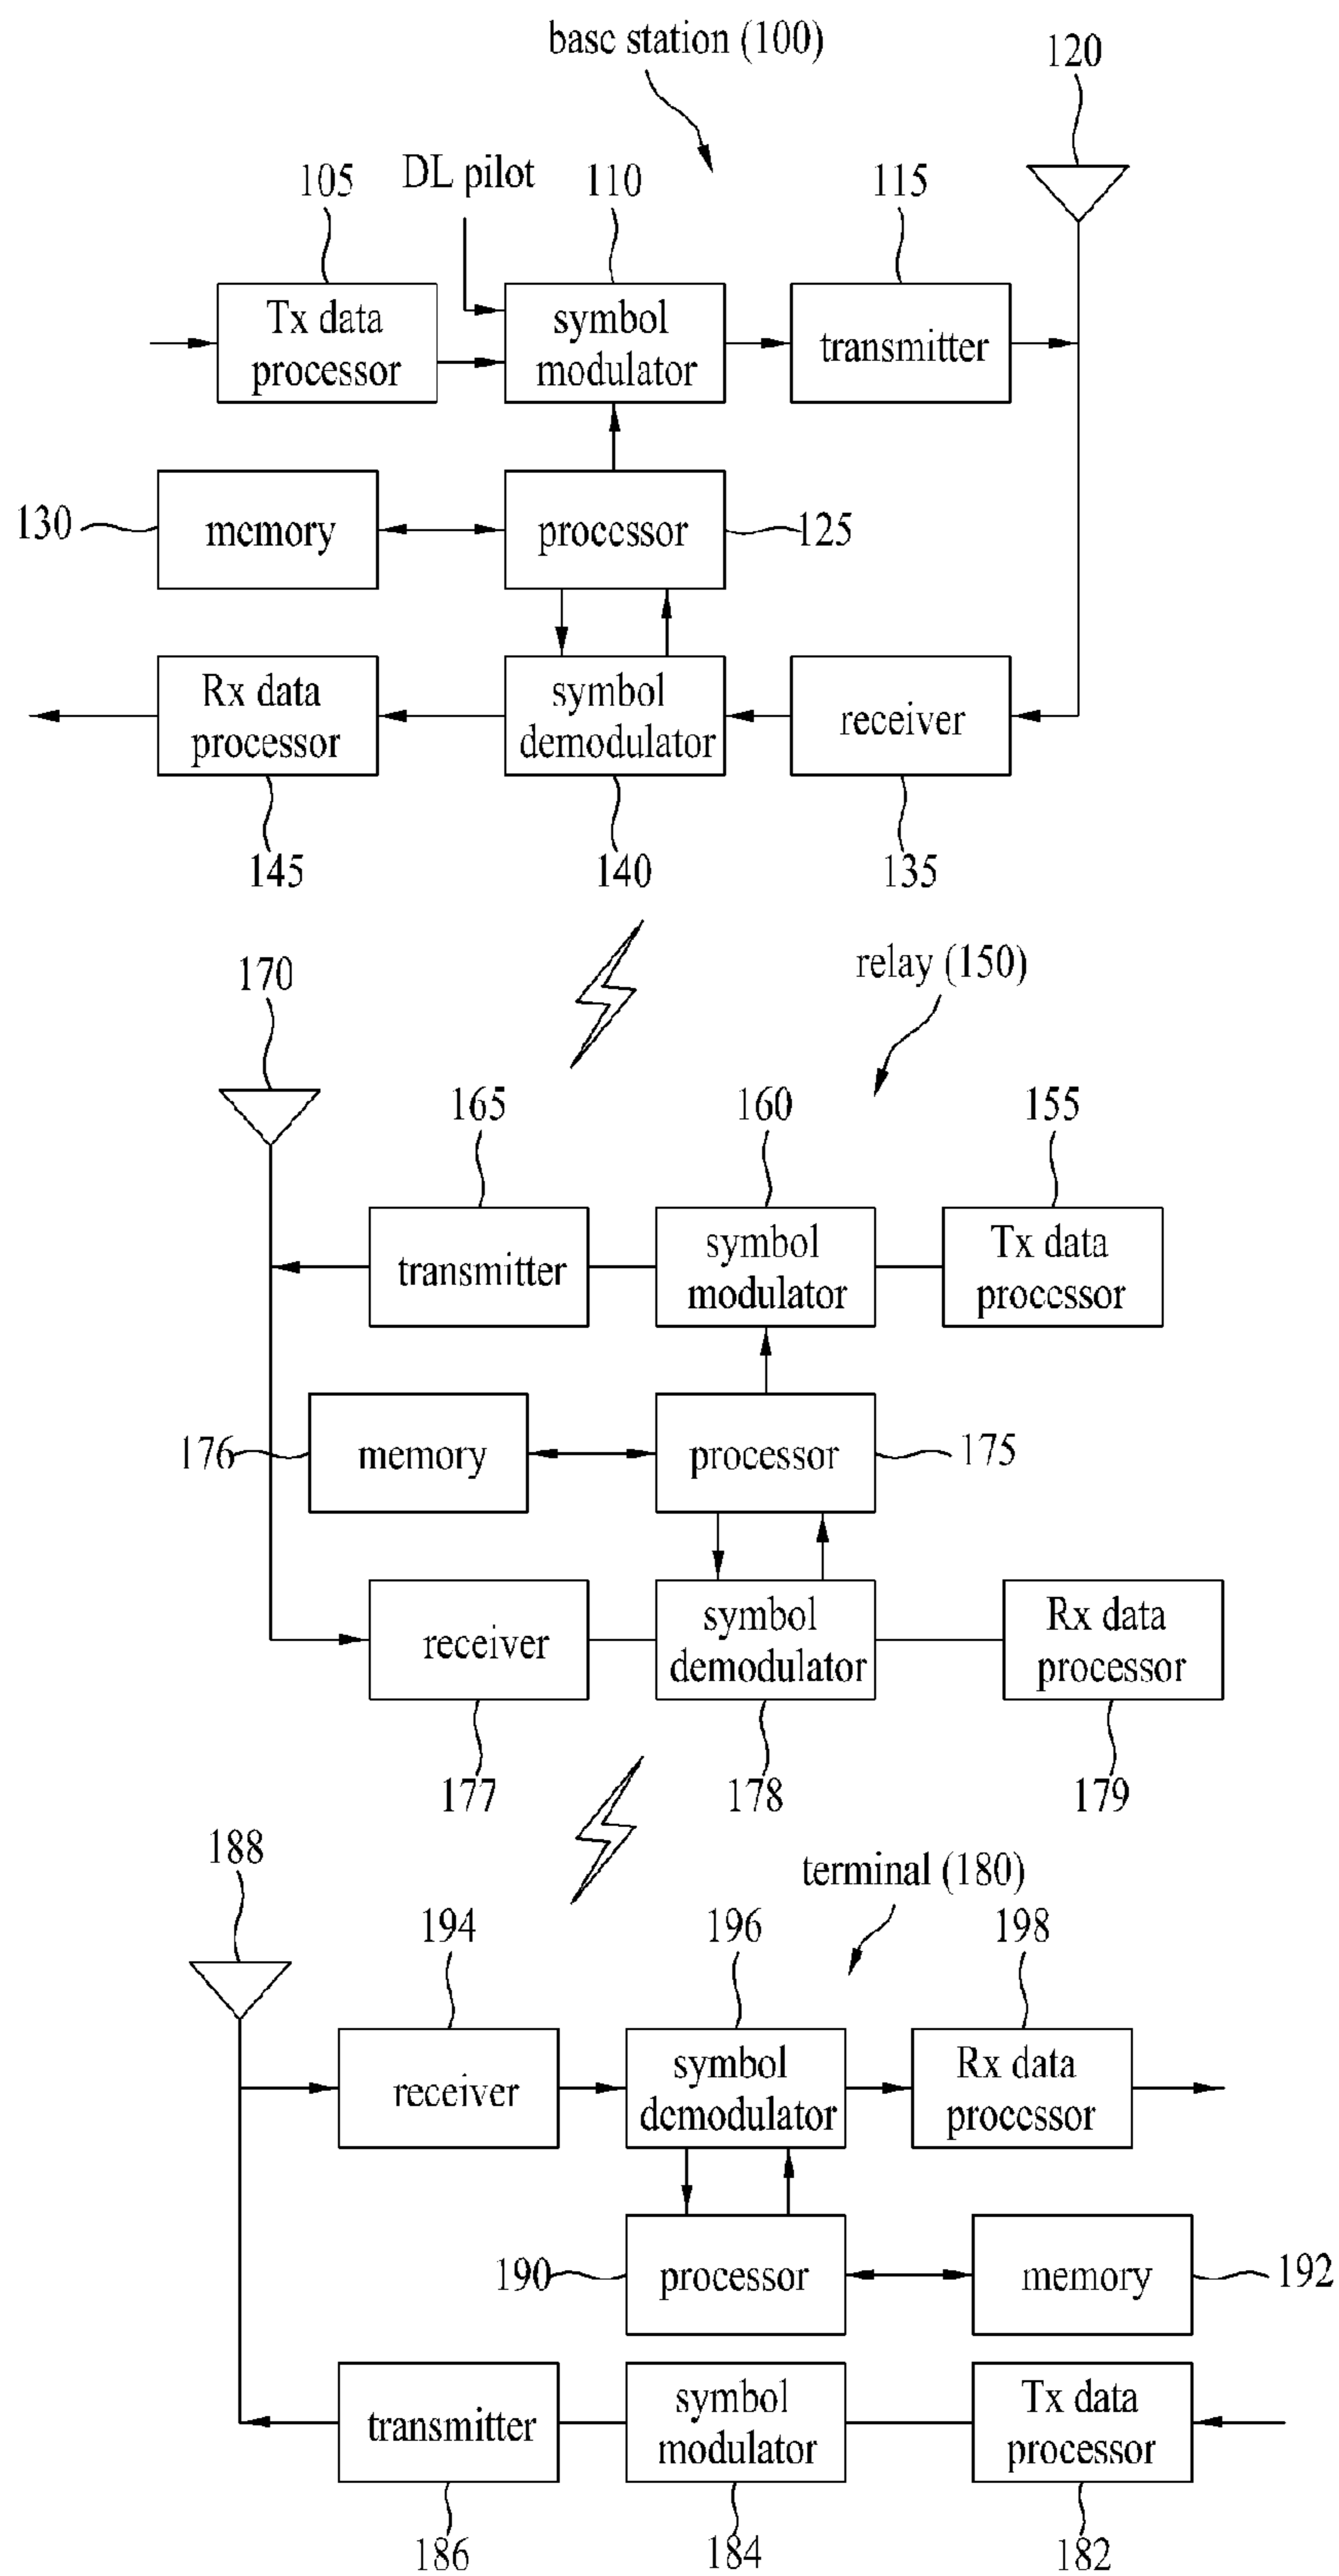 base station (100)
120
105
DL pilot
110
115
Tx data
processor
symbol
modulator
transmitter
130
memory
processor
125
Rx data
processor
symbol
demodulator
receiver
145
140
135
170
relay (150)
165
160
155
transmitter
symbol
modulator
Tx data
processor
176
memory
processor
175
receiver
symbol
demodulator
Rx data
processor
177
178
179
188
terminal (180)
194
196
198
receiver
symbol
demodulator
Rx data
processor
190
processor
memory
192
transmitter
symbol
modulator
Tx data
processor
186
184
182